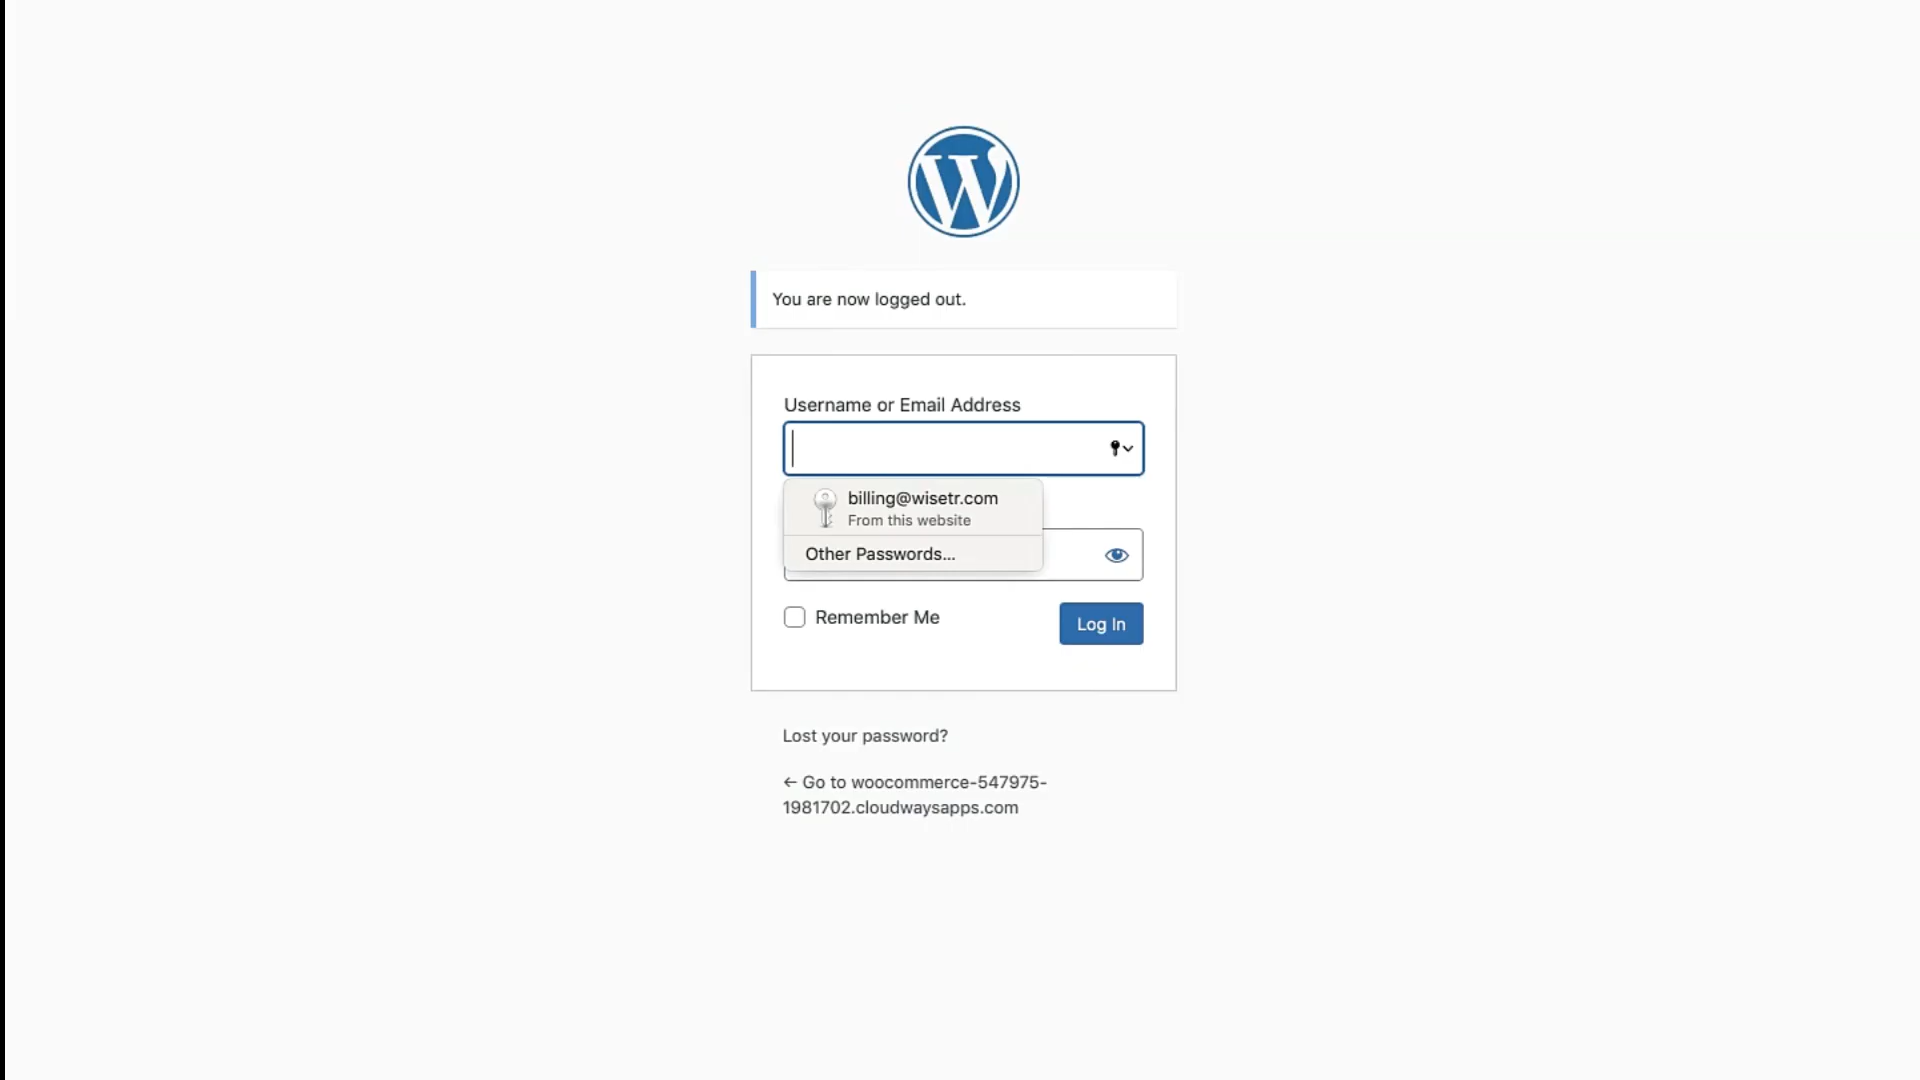 You are now logged out.
Username or Email Address
billing@wisetr.com
From this website
Other Passwords...
Remember Me
Log In
Lost your password?
← Go to woocommerce-547975-
1981702.cloudwaysapps.com